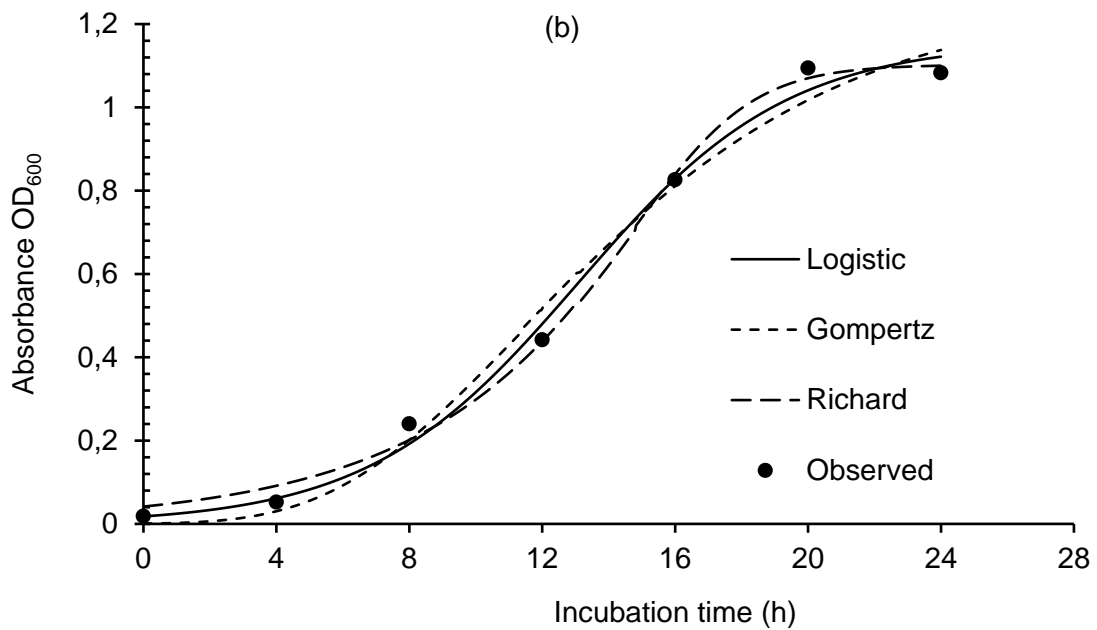 (b)
1,2
1
0,8
0,6
0,4
0,2
0
Absorbance OD600
0 4 8 12 16 20 24 28
Incubation time (h)
Logistic
Gompertz
Richard
Observed